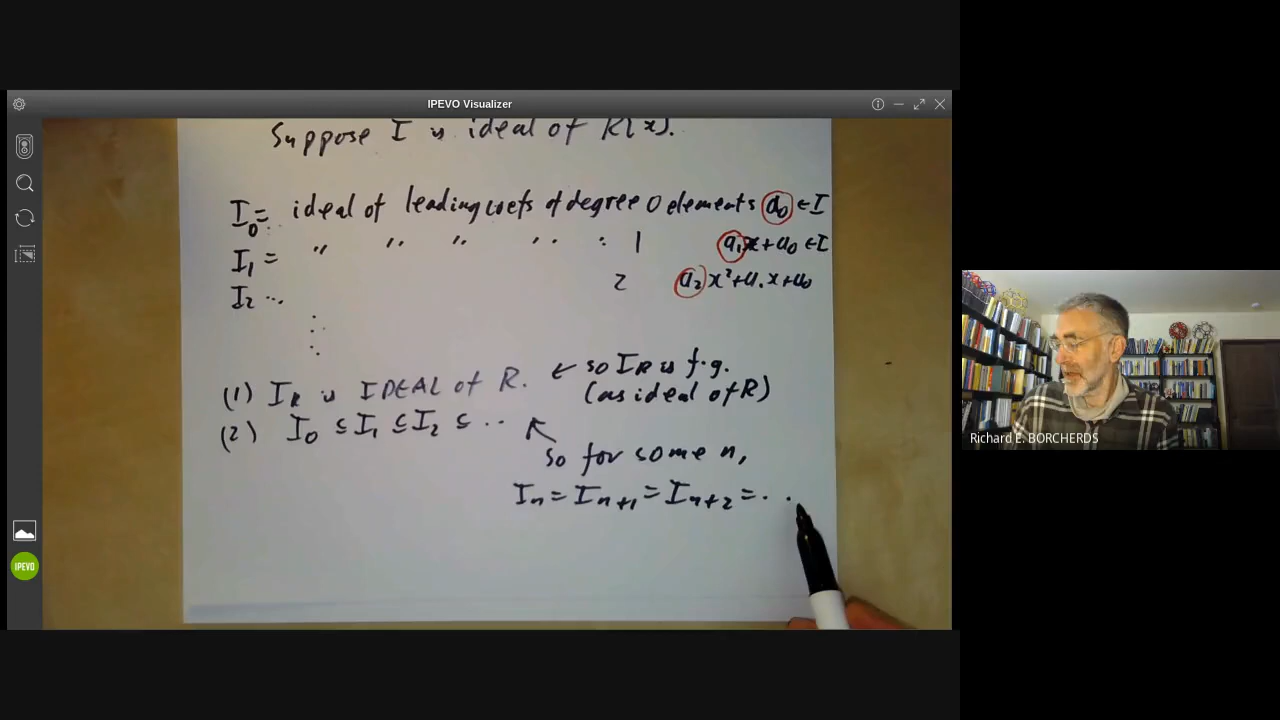 IPEVO Visualizer
Suppose I is ideal of R[x].
I₀ = ideal of leading coefs of degree 0 elements a₀ ∈ I
I₁ = " " " " " 1 a₁x + a₀ ∈ I
I₂ ... 2 a₂x² + a₁x + a₀
(1) I_R is IDEAL of R. ← so I_R is f.g.
(as ideal of R)
(2) I₀ ⊆ I₁ ⊆ I₂ ⊆ ...
so for some n,
Iₙ = Iₙ₊₁ = Iₙ₊₂ = ...
Richard E. BORCHERDS
IPEVO